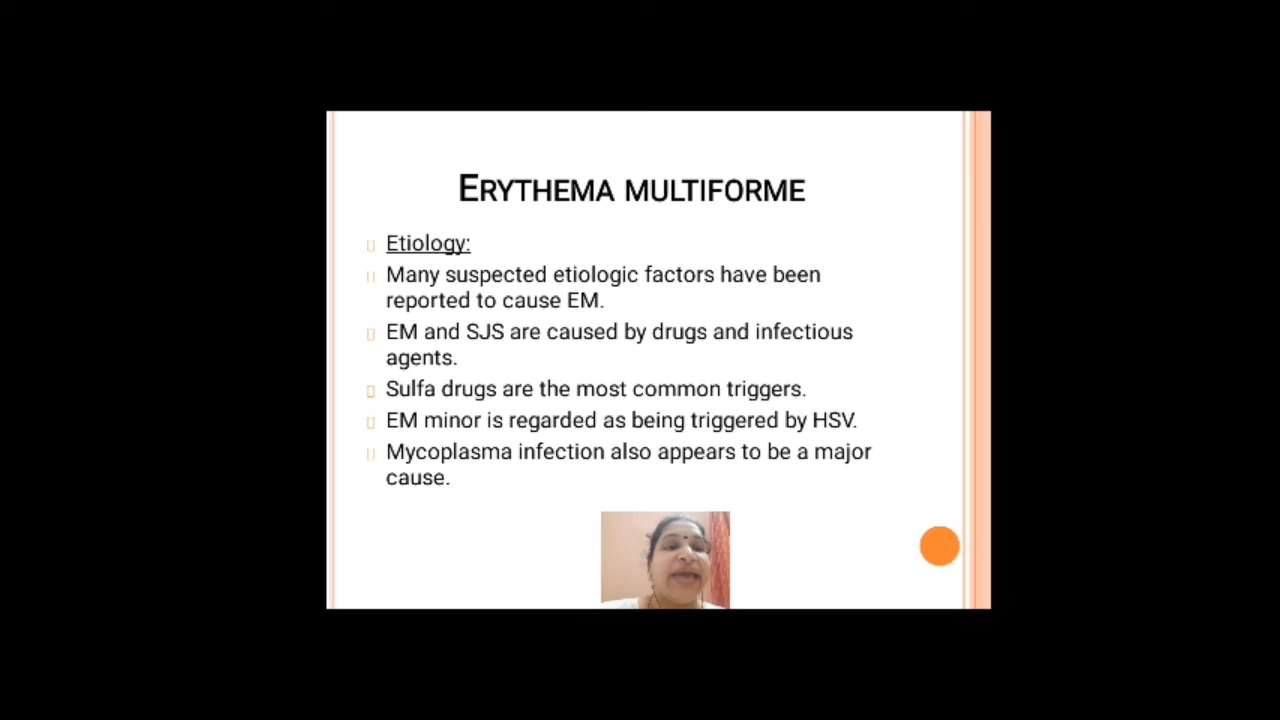 ERYTHEMA MULTIFORME
Etiology:
Many suspected etiologic factors have been
reported to cause EM.
EM and SJS are caused by drugs and infectious
agents.
Sulfa drugs are the most common triggers.
EM minor is regarded as being triggered by HSV.
Mycoplasma infection also appears to be a major
cause.